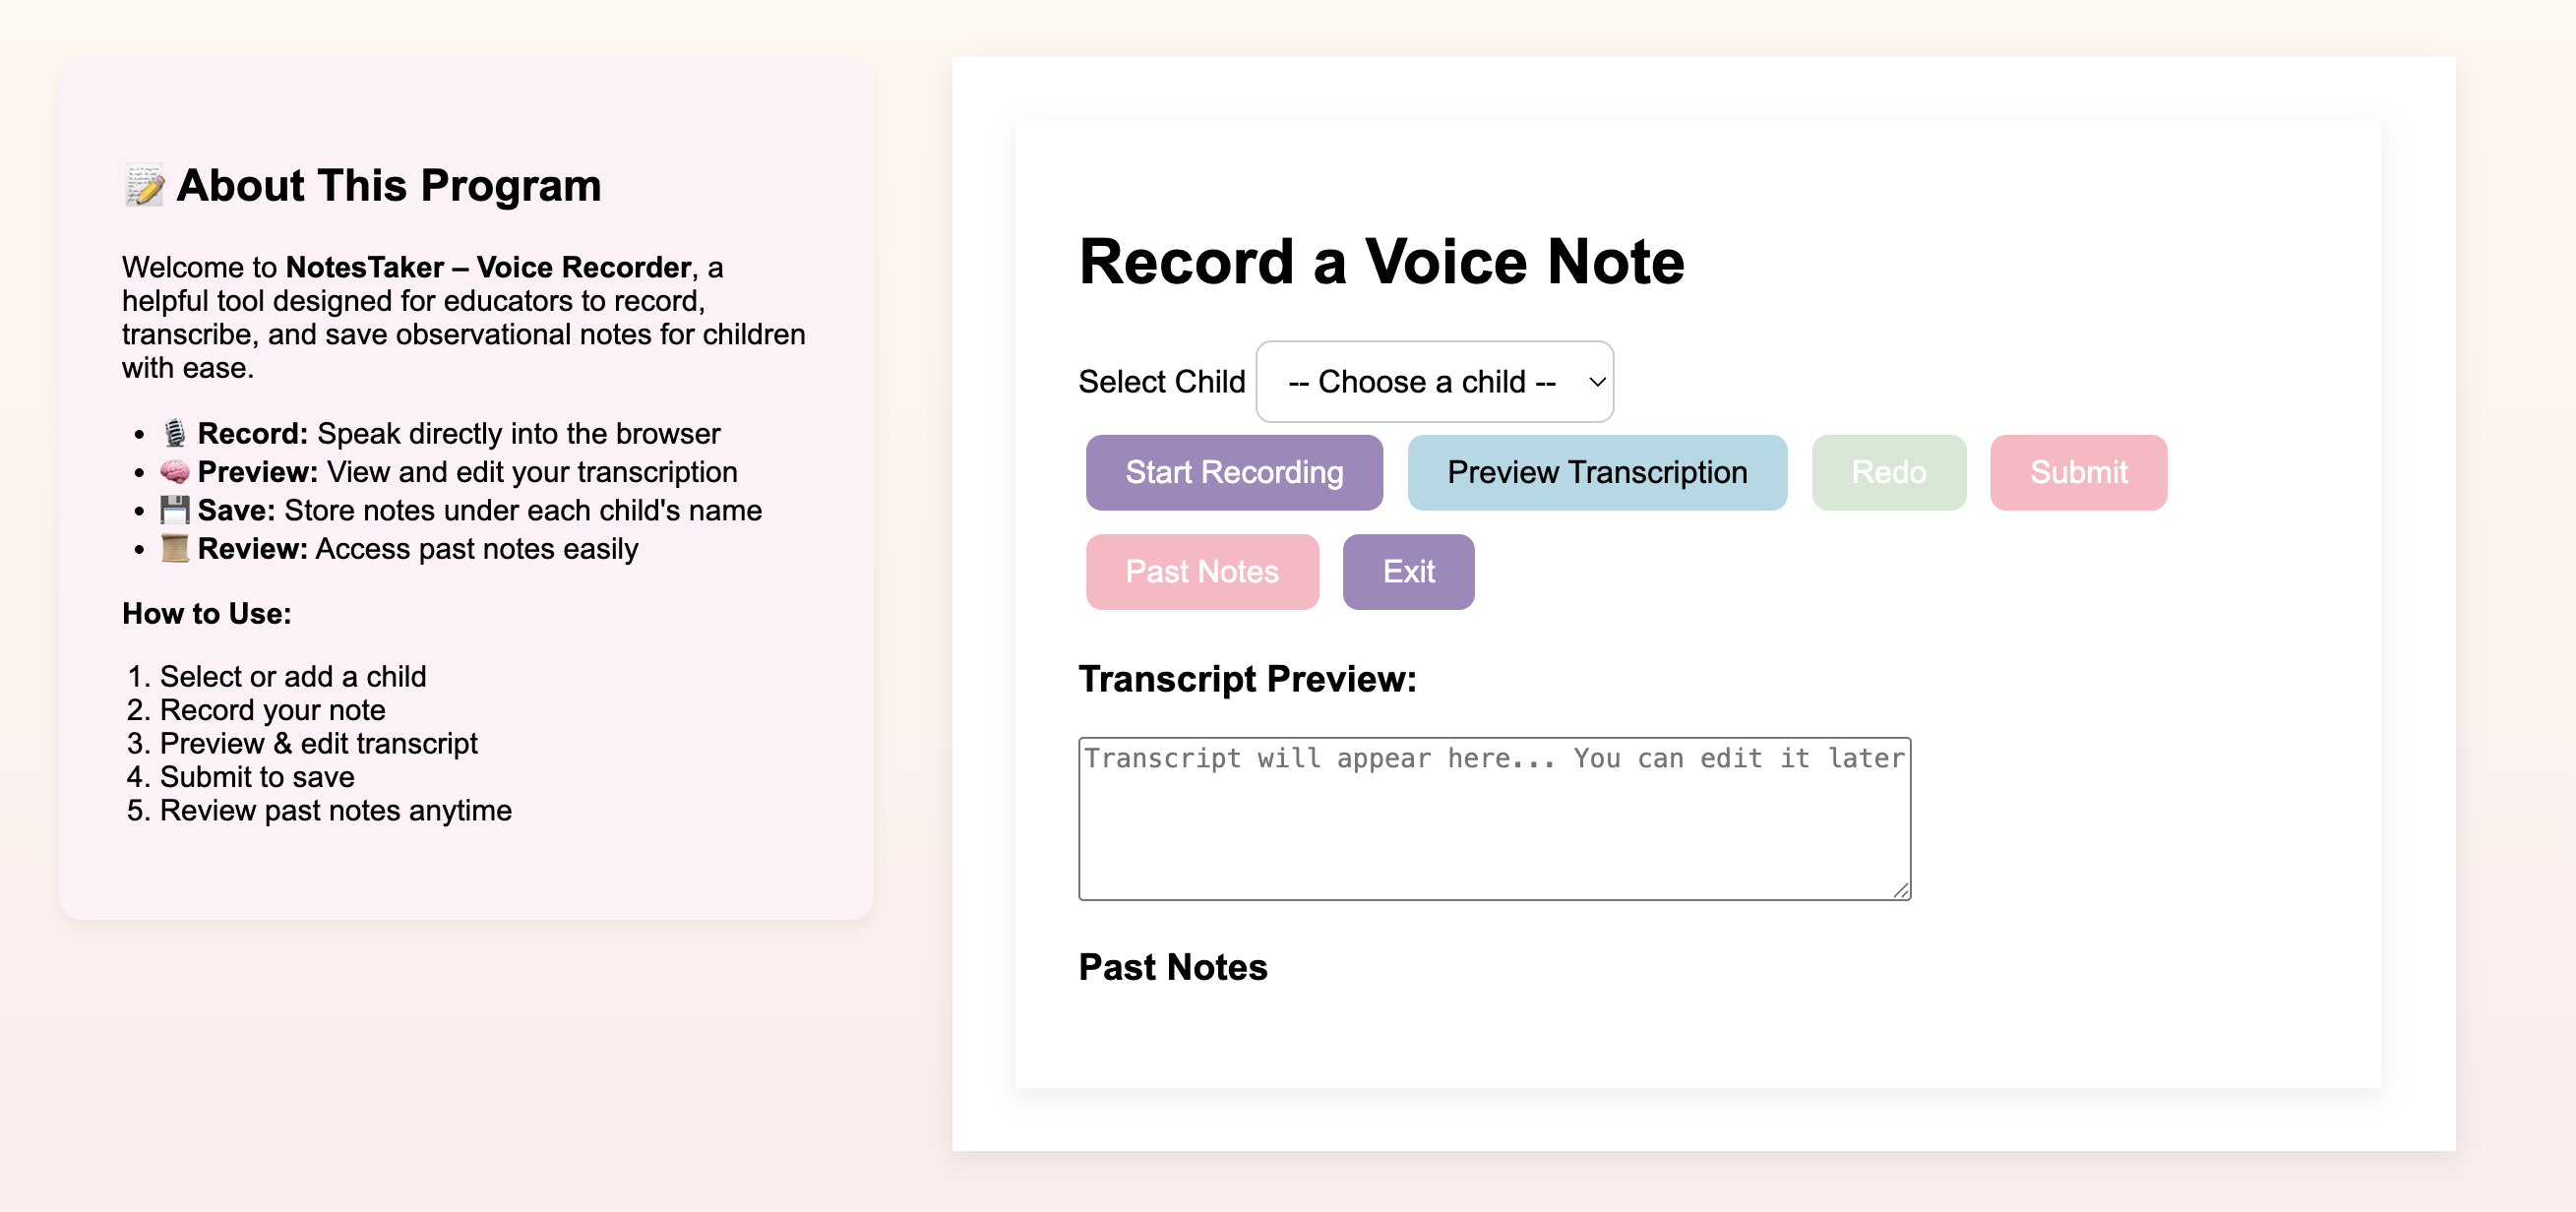 📝 About This Program
Welcome to NotesTaker – Voice Recorder, a
helpful tool designed for educators to record,
transcribe, and save observational notes for children
with ease.
• 🎙️ Record: Speak directly into the browser
• 🧠 Preview: View and edit your transcription
• 💾 Save: Store notes under each child's name
• 📜 Review: Access past notes easily
How to Use:
1. Select or add a child
2. Record your note
3. Preview & edit transcript
4. Submit to save
5. Review past notes anytime
Record a Voice Note
Select Child -- Choose a child --
Start Recording Preview Transcription Redo Submit
Past Notes Exit
Transcript Preview:
Transcript will appear here... You can edit it later
Past Notes